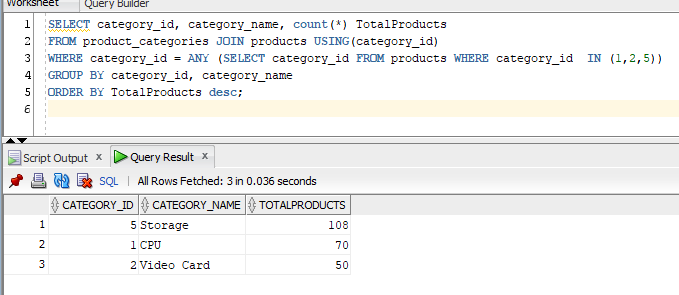 Worksheet Query Builder
1 SELECT category_id, category_name, count(*) TotalProducts
2 FROM product_categories JOIN products USING(category_id)
3 WHERE category_id = ANY (SELECT category_id FROM products WHERE category_id  IN (1,2,5))
4 GROUP BY category_id, category_name
5 ORDER BY TotalProducts desc;
6
Script Output x Query Result x
SQL | All Rows Fetched: 3 in 0.036 seconds
CATEGORY_ID CATEGORY_NAME TOTALPRODUCTS
1 5 Storage 108
2 1 CPU 70
3 2 Video Card 50